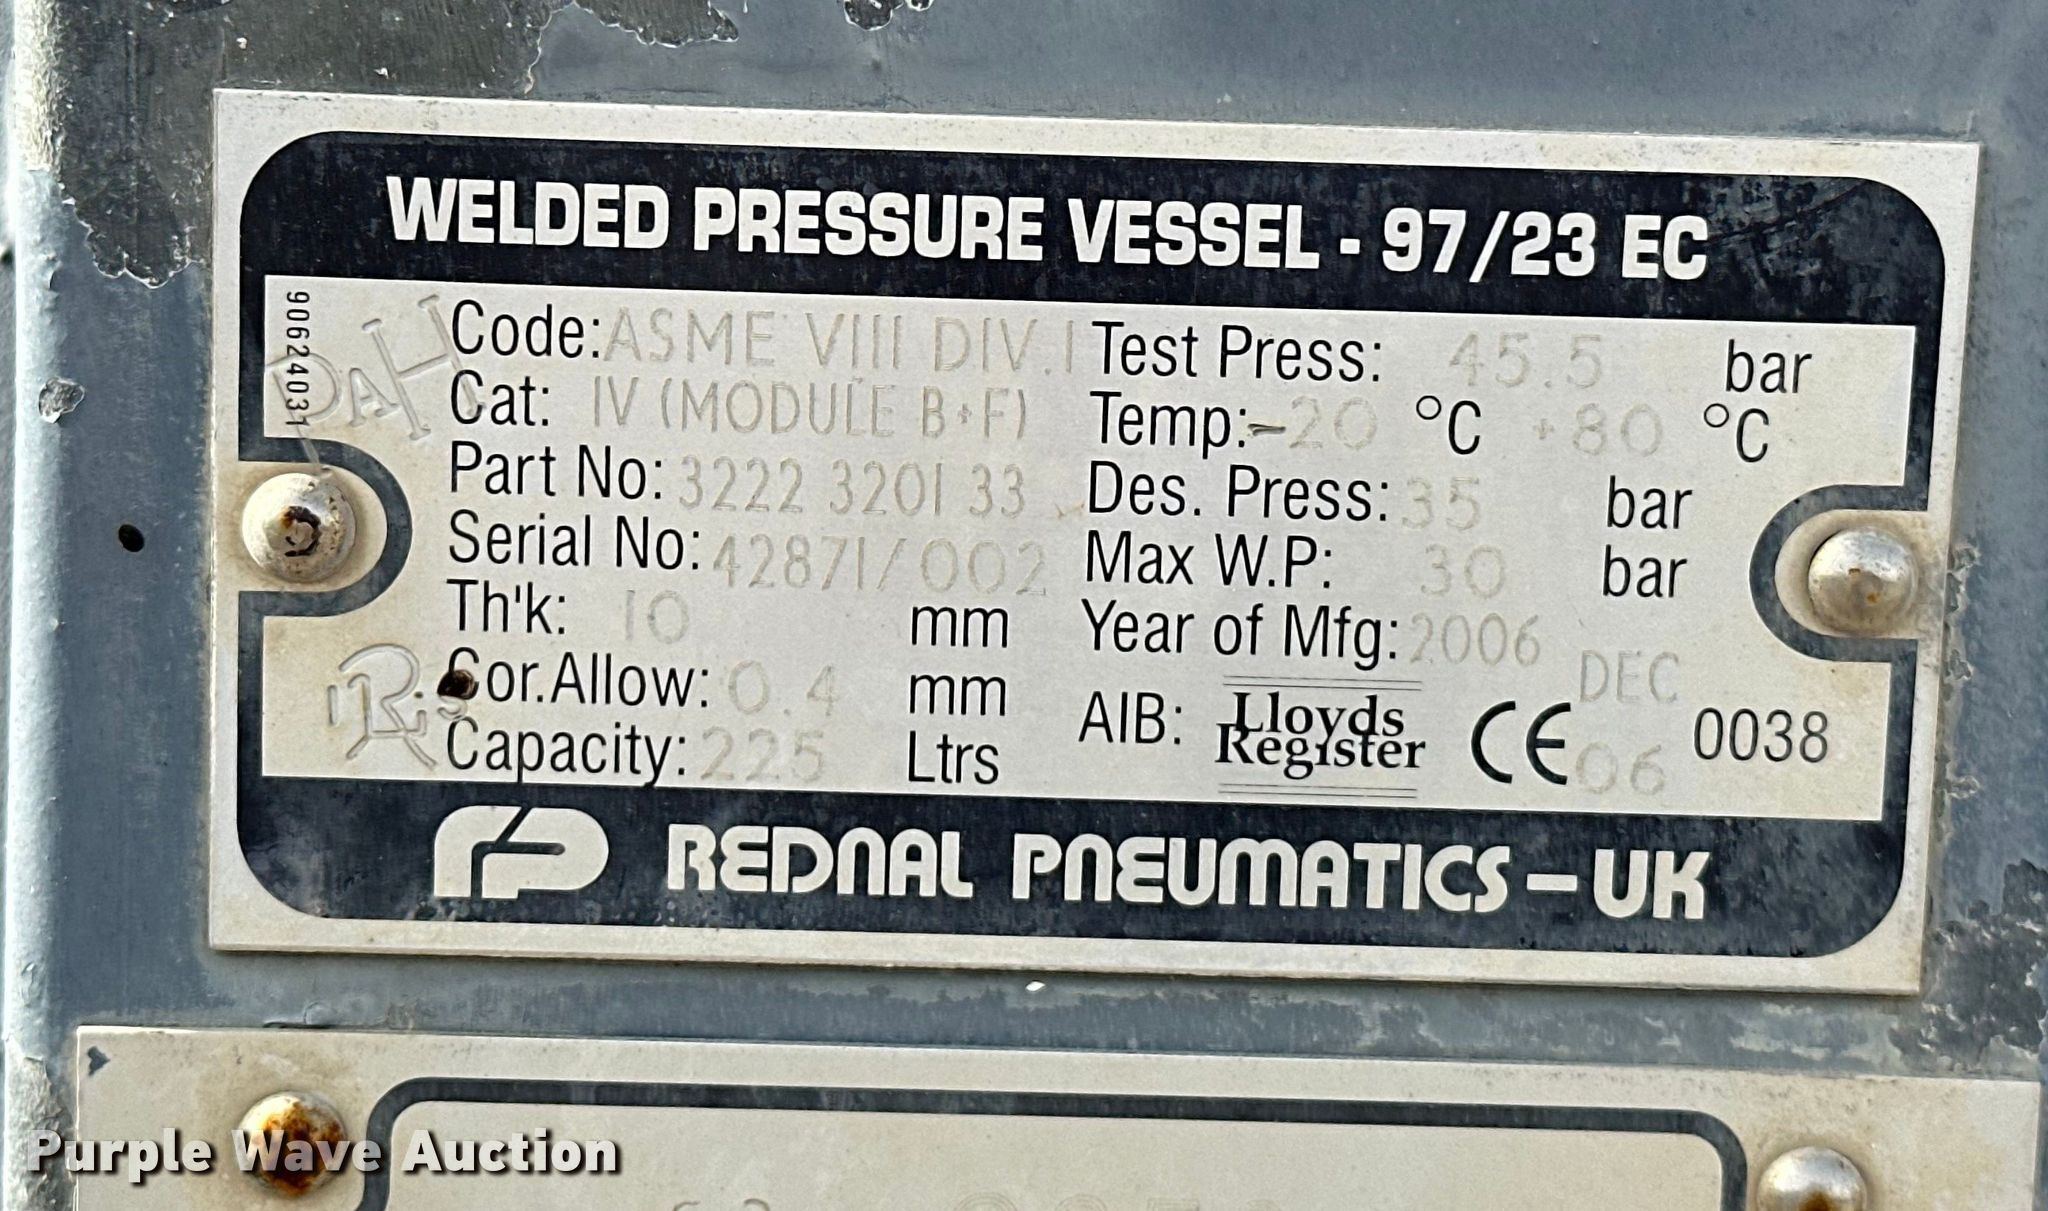 WELDED PRESSURE VESSEL - 97/23 EC
906224031
Code: ASME VIII DIV.1
Cat: IV (MODULE B+F)
Part No: 3222 3201 33
Serial No: 42871/002
Th'k: 10 mm
Cor.Allow: 0.4 mm
Capacity: 225 Ltrs
Test Press: 45.5 bar
Temp: -20 °C +80 °C
Des. Press: 35 bar
Max W.P: 30 bar
Year of Mfg: 2006
DEC
AIB: Lloyds Register CE 06 0038
REDNAL PNEUMATICS - UK
Purple Wave Auction